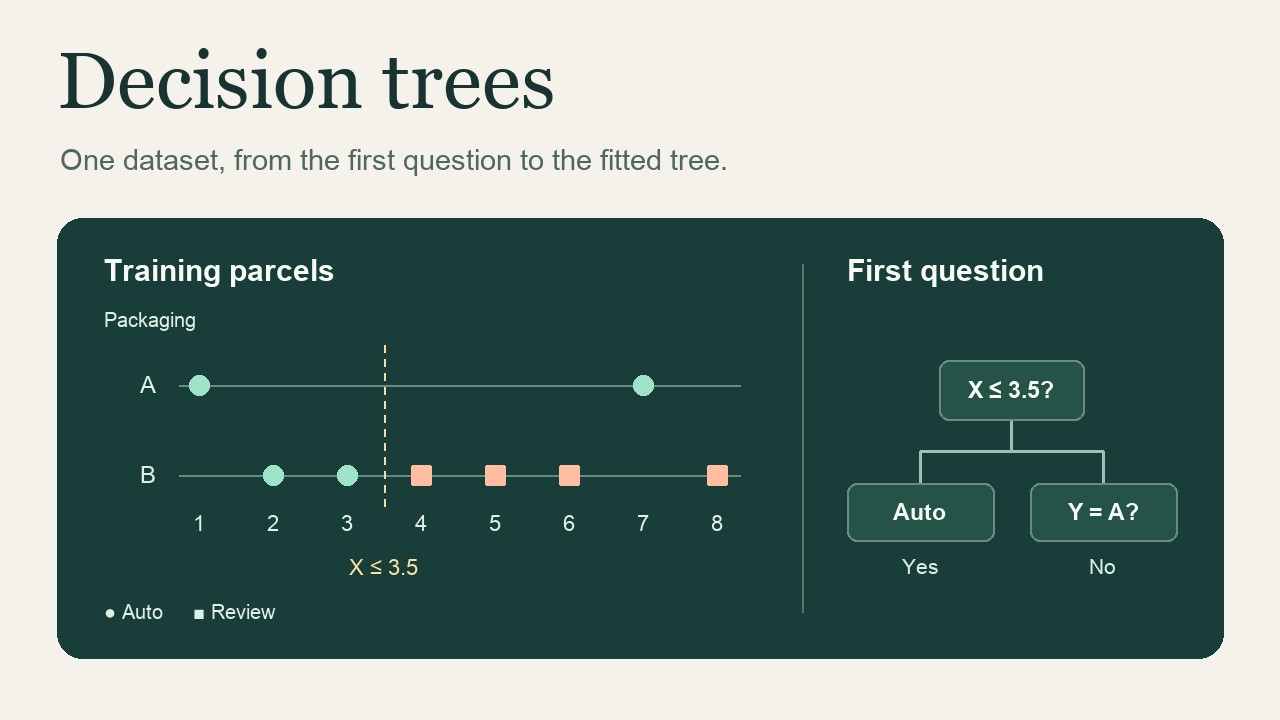 Decision trees
One dataset, from the first question to the fitted tree.
Training parcels
Packaging
A
B
1 2 3 4 5 6 7 8
X ≤ 3.5
● Auto ■ Review
First question
X ≤ 3.5?
Auto Y = A?
Yes No